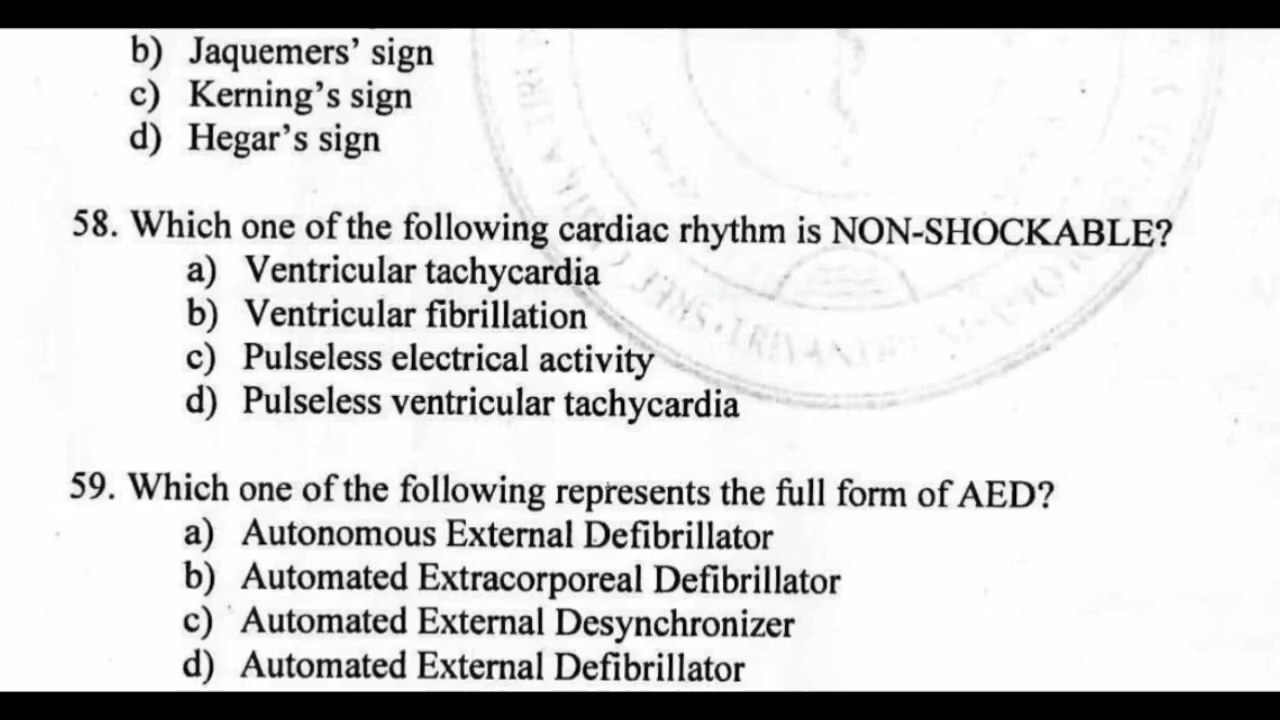 b) Jaquemers' sign
c) Kerning's sign
d) Hegar's sign
58. Which one of the following cardiac rhythm is NON-SHOCKABLE?
a) Ventricular tachycardia
b) Ventricular fibrillation
c) Pulseless electrical activity
d) Pulseless ventricular tachycardia
59. Which one of the following represents the full form of AED?
a) Autonomous External Defibrillator
b) Automated Extracorporeal Defibrillator
c) Automated External Desynchronizer
d) Automated External Defibrillator